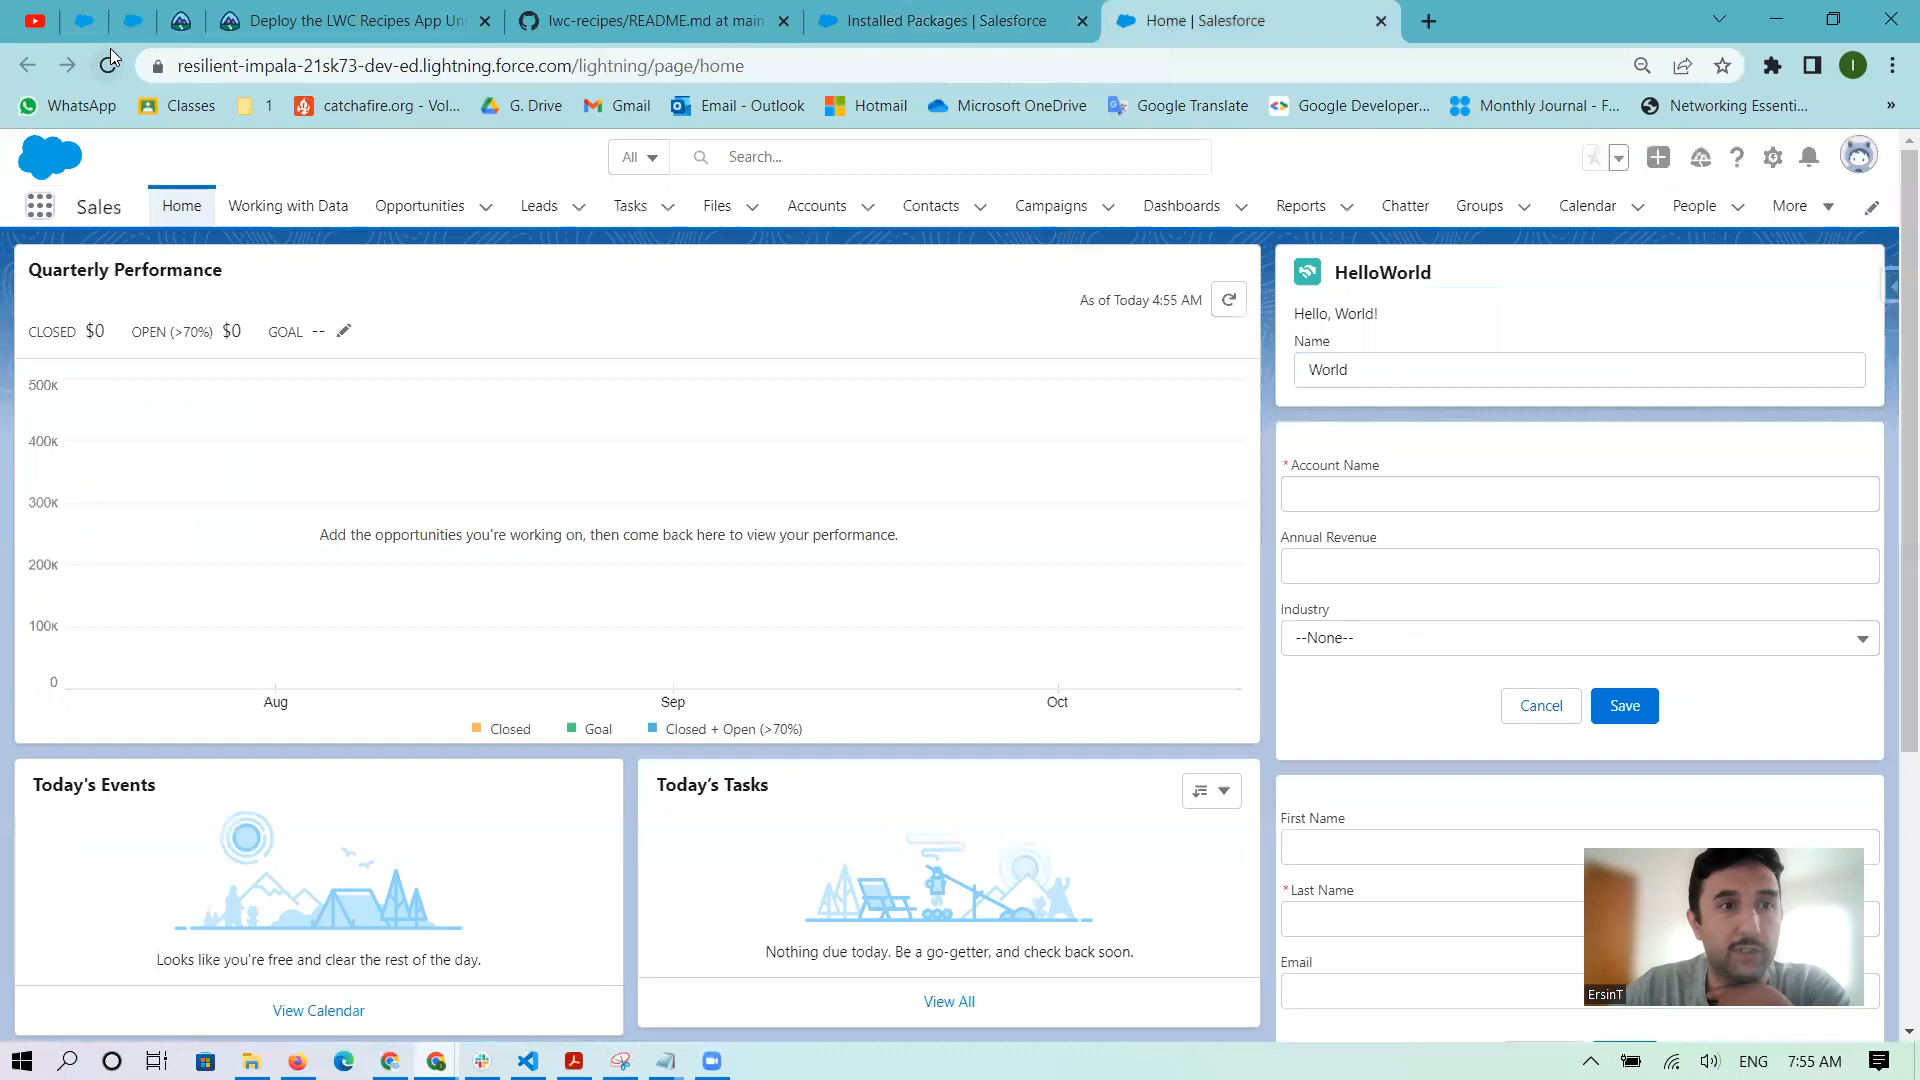 Deploy the LWC Recipes App Un
lwc-recipes/README.md at main
Installed Packages | Salesforce
Home | Salesforce
resilient-impala-21sk73-dev-ed.lightning.force.com/lightning/page/home
I
WhatsApp
Classes
1
catchafire.org - Vol...
G. Drive
Gmail
Email - Outlook
Hotmail
Microsoft OneDrive
Google Translate
Google Developer...
Monthly Journal - F...
Networking Essenti...
»
All
Search...
Sales
Home
Working with Data
Opportunities
Leads
Tasks
Files
Accounts
Contacts
Campaigns
Dashboards
Reports
Chatter
Groups
Calendar
People
More
Quarterly Performance
As of Today 4:55 AM
CLOSED $0 OPEN (>70%) $0 GOAL --
500K
400K
300K
200K
100K
0
Add the opportunities you're working on, then come back here to view your performance.
Aug Sep Oct
Closed Goal Closed + Open (>70%)
Today's Events
Looks like you're free and clear the rest of the day.
View Calendar
Today's Tasks
Nothing due today. Be a go-getter, and check back soon.
View All
HelloWorld
Hello, World!
Name
World
*Account Name
Annual Revenue
Industry
--None--
Cancel Save
First Name
*Last Name
Email
ErsinT
ENG
7:55 AM